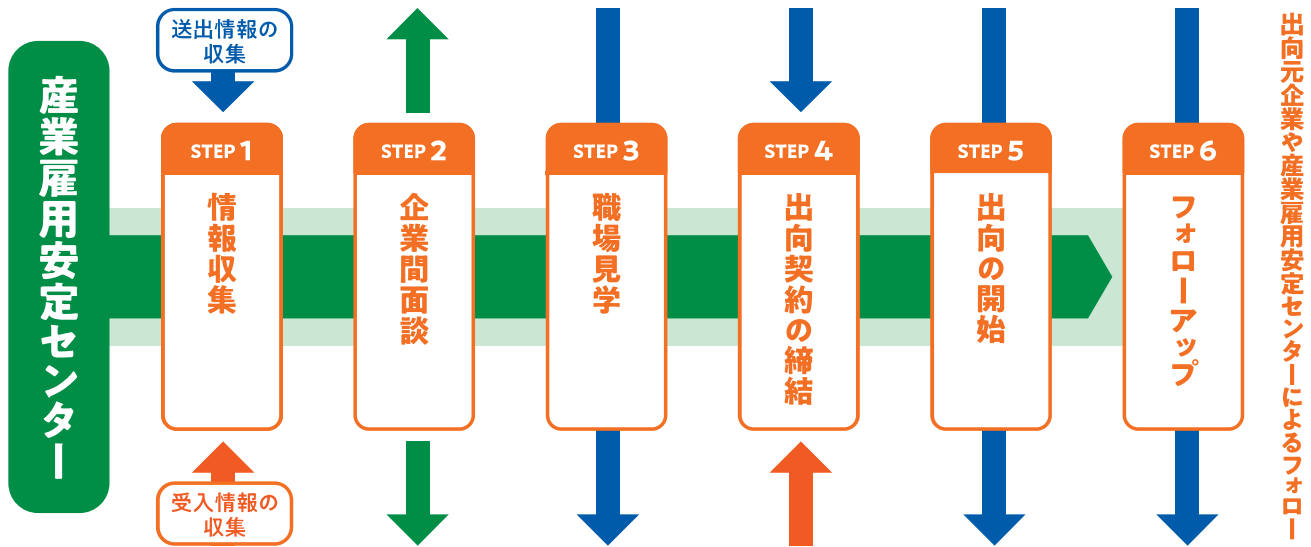 産業雇用安定センター
送出情報の
収集
STEP 1
情報収集
受入情報の
収集
STEP 2
企業間面談
STEP 3
職場見学
STEP 4
出向契約の締結
STEP 5
出向の開始
STEP 6
フォローアップ
出向元企業や産業雇用安定センターによるフォロー